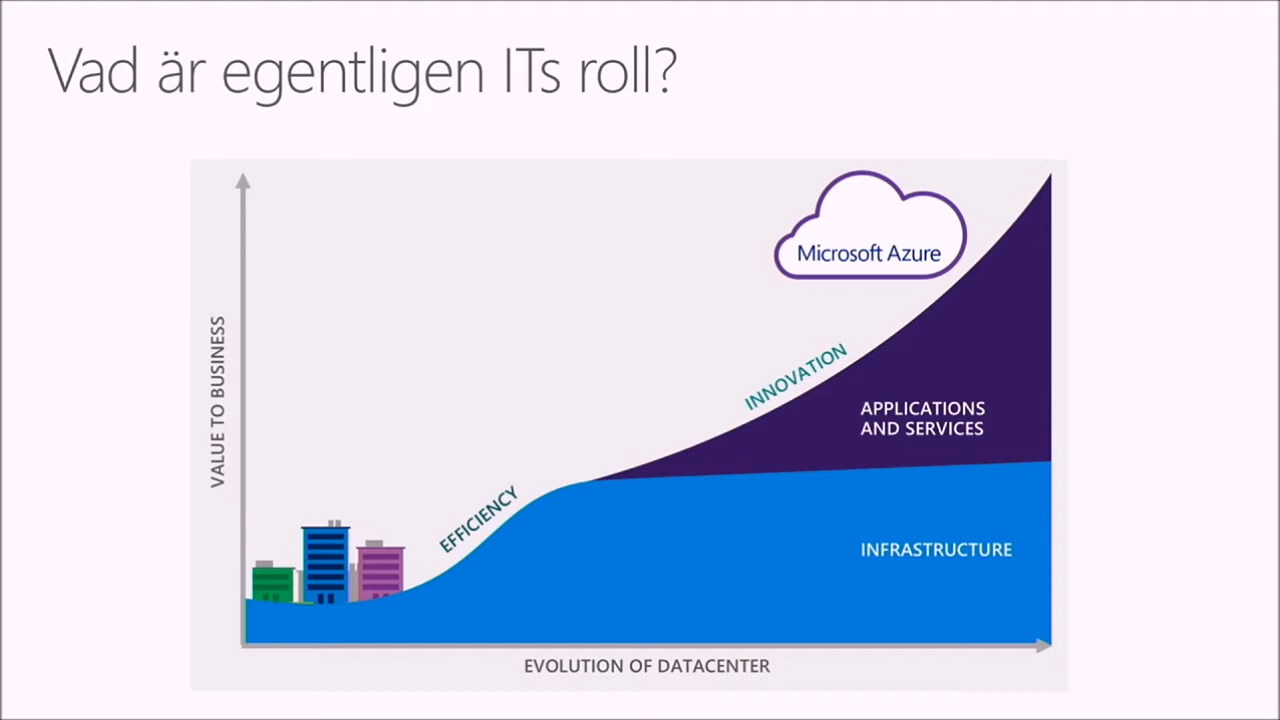 Vad är egentligen ITs roll?
Microsoft Azure
VALUE TO BUSINESS
INNOVATION
APPLICATIONS
AND SERVICES
EFFICIENCY
INFRASTRUCTURE
EVOLUTION OF DATACENTER